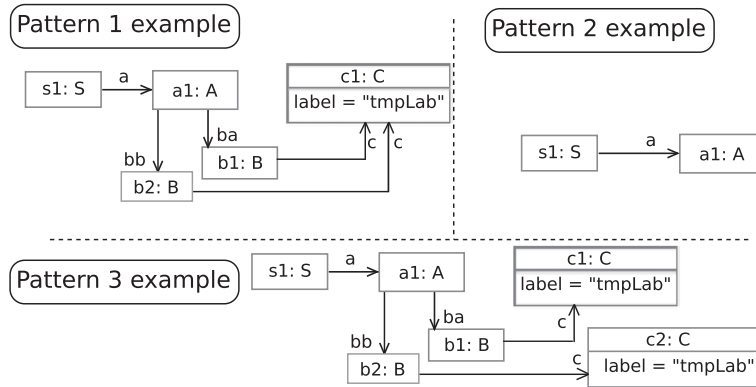 Pattern 1 example
s1: S
a
a1: A
c1: C
label = "tmpLab"
bb
ba
c
c
b1: B
b2: B
Pattern 2 example
s1: S
a
a1: A
Pattern 3 example
s1: S
a
a1: A
c1: C
label = "tmpLab"
bb
ba
c
b1: B
c2: C
label = "tmpLab"
b2: B
c